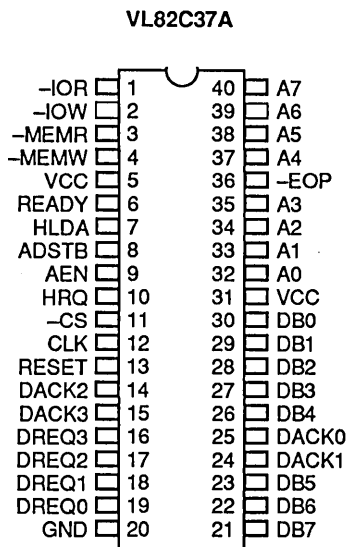 VL82C37A
–IOR 1 40 A7
–IOW 2 39 A6
–MEMR 3 38 A5
–MEMW 4 37 A4
VCC 5 36 –EOP
READY 6 35 A3
HLDA 7 34 A2
ADSTB 8 33 A1
AEN 9 32 A0
HRQ 10 31 VCC
–CS 11 30 DB0
CLK 12 29 DB1
RESET 13 28 DB2
DACK2 14 27 DB3
DACK3 15 26 DB4
DREQ3 16 25 DACK0
DREQ2 17 24 DACK1
DREQ1 18 23 DB5
DREQ0 19 22 DB6
GND 20 21 DB7